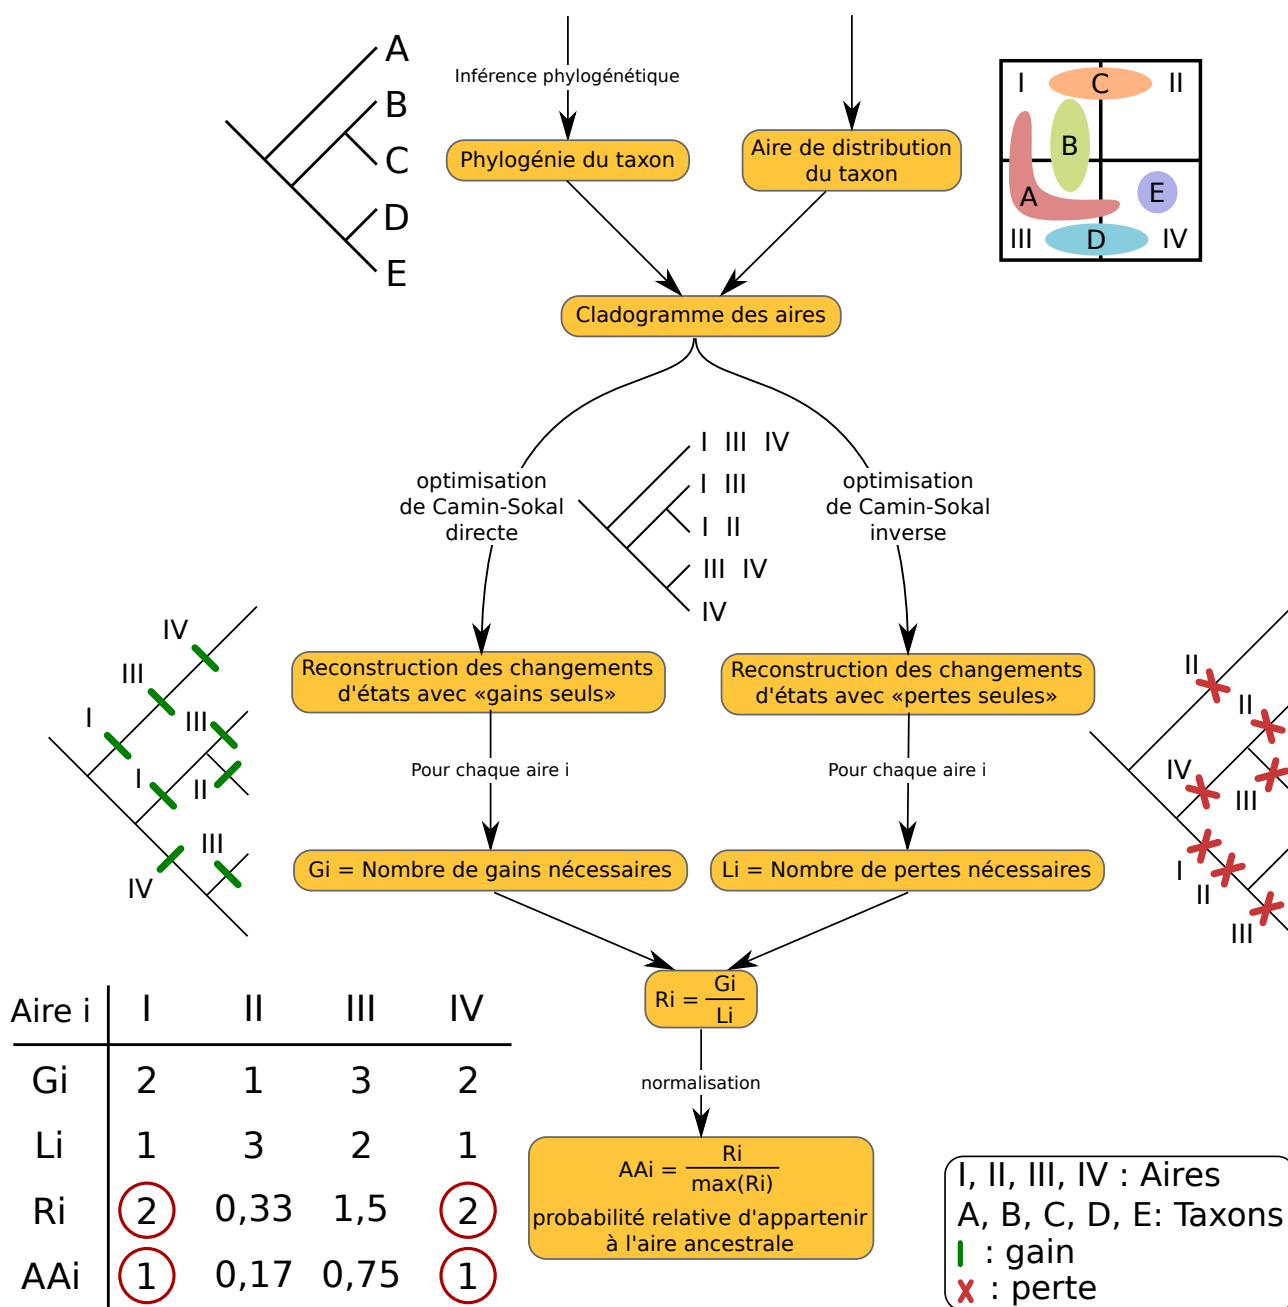 A
B
C
D
E
Inférence phylogénétique
Phylogénie du taxon
Aire de distribution
du taxon
I
C
II
B
A
E
III
D
IV
Cladogramme des aires
optimisation
de Camin-Sokal
directe
I III IV
I III
I II
III IV
IV
optimisation
de Camin-Sokal
inverse
IV
III
I
III
I
II
III
IV
Reconstruction des changements
d'états avec «gains seuls»
Reconstruction des changements
d'états avec «pertes seules»
II
II
IV
III
I
II
III
Pour chaque aire i
Pour chaque aire i
Gi = Nombre de gains nécessaires
Li = Nombre de pertes nécessaires
Ri = Gi
Li
normalisation
AAi = Ri
max(Ri)
probabilité relative d'appartenir
à l'aire ancestrale
Aire i I II III IV
Gi 2 1 3 2
Li 1 3 2 1
Ri 2 0,33 1,5 2
AAi 1 0,17 0,75 1
I, II, III, IV : Aires
A, B, C, D, E: Taxons
: gain
: perte